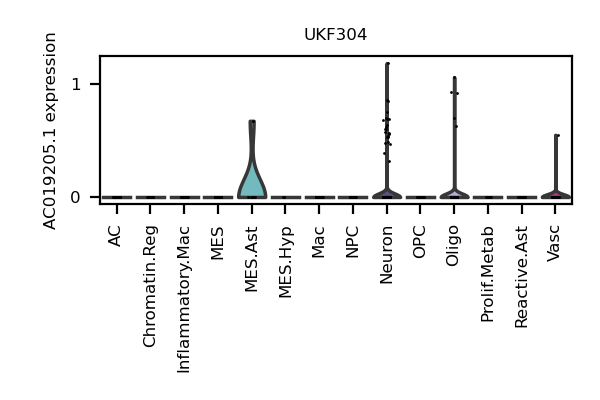 UKF304
AC019205.1 expression
1
0
AC
Chromatin.Reg
Inflammatory.Mac
MES
MES.Ast
MES.Hyp
Mac
NPC
Neuron
OPC
Oligo
Prolif.Metab
Reactive.Ast
Vasc